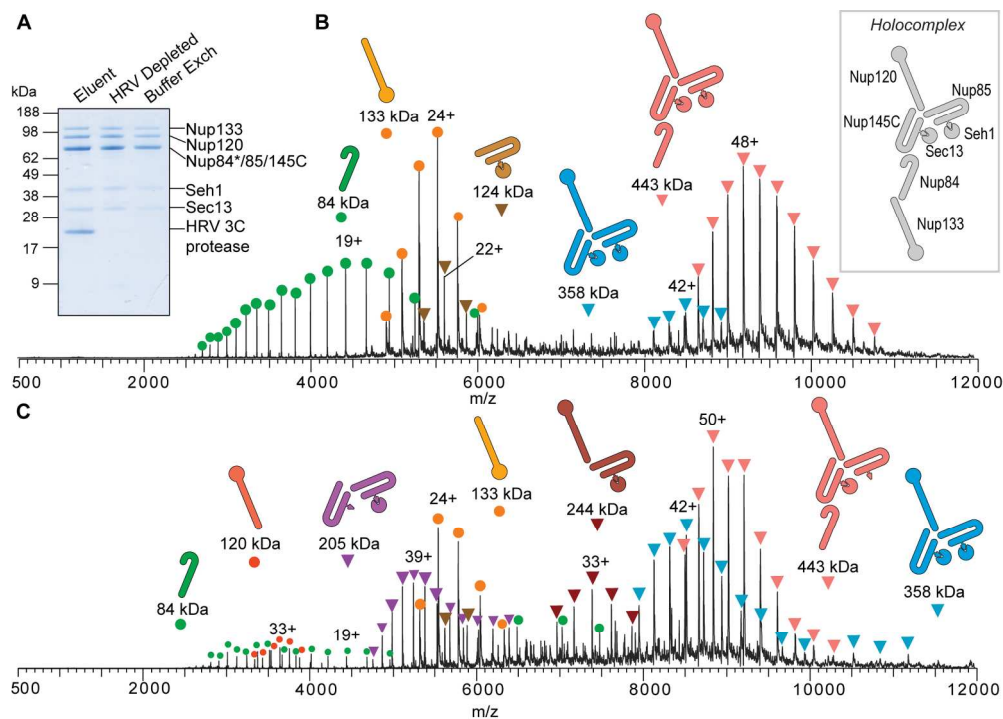 A
Eluent
HRV Depleted
Buffer Exch
kDa
188
98
62
49
38
28
17
9
Nup133
Nup120
Nup84*/85/145C
Seh1
Sec13
HRV 3C
protease
B
133 kDa
24+
84 kDa
19+
124 kDa
22+
358 kDa
42+
443 kDa
48+
Holocomplex
Nup120
Nup85
Nup145C
Seh1
Sec13
Nup84
Nup133
500 2000 4000 6000 8000 10000 12000
m/z
C
84 kDa
120 kDa
33+
19+
205 kDa
39+
24+
133 kDa
244 kDa
33+
42+
50+
443 kDa
358 kDa
500 2000 4000 6000 8000 10000 12000
m/z